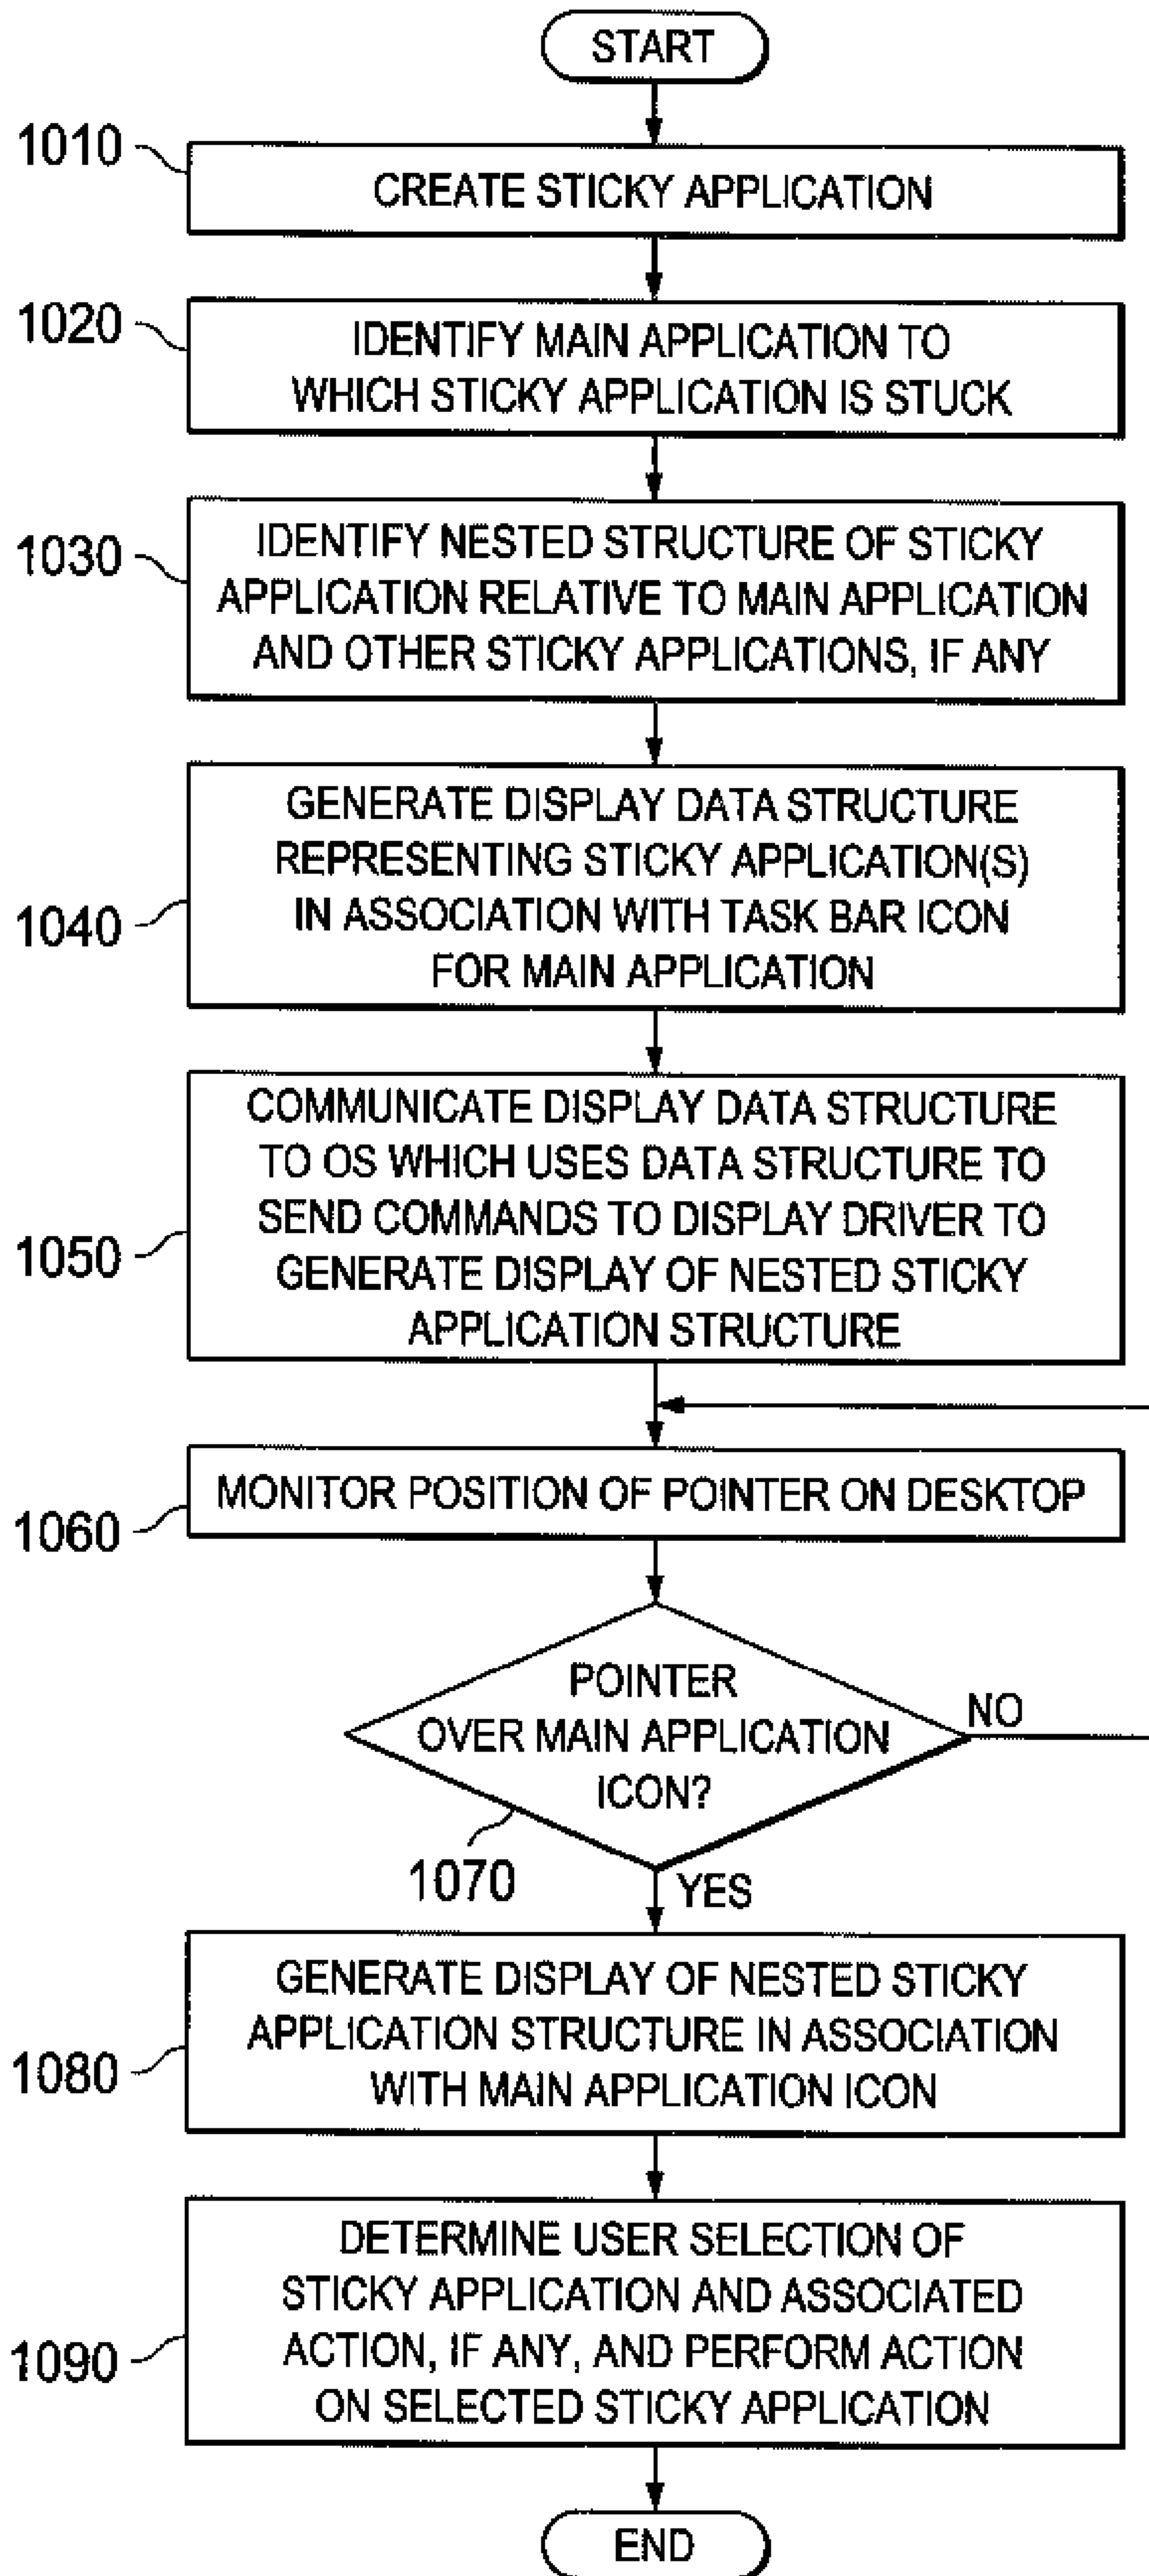 START
1010
CREATE STICKY APPLICATION
1020
IDENTIFY MAIN APPLICATION TO
WHICH STICKY APPLICATION IS STUCK
1030
IDENTIFY NESTED STRUCTURE OF STICKY
APPLICATION RELATIVE TO MAIN APPLICATION
AND OTHER STICKY APPLICATIONS, IF ANY
1040
GENERATE DISPLAY DATA STRUCTURE
REPRESENTING STICKY APPLICATION(S)
IN ASSOCIATION WITH TASK BAR ICON
FOR MAIN APPLICATION
1050
COMMUNICATE DISPLAY DATA STRUCTURE
TO OS WHICH USES DATA STRUCTURE TO
SEND COMMANDS TO DISPLAY DRIVER TO
GENERATE DISPLAY OF NESTED STICKY
APPLICATION STRUCTURE
1060
MONITOR POSITION OF POINTER ON DESKTOP
POINTER
OVER MAIN APPLICATION
ICON?
NO
1070
YES
1080
GENERATE DISPLAY OF NESTED STICKY
APPLICATION STRUCTURE IN ASSOCIATION
WITH MAIN APPLICATION ICON
1090
DETERMINE USER SELECTION OF
STICKY APPLICATION AND ASSOCIATED
ACTION, IF ANY, AND PERFORM ACTION
ON SELECTED STICKY APPLICATION
END